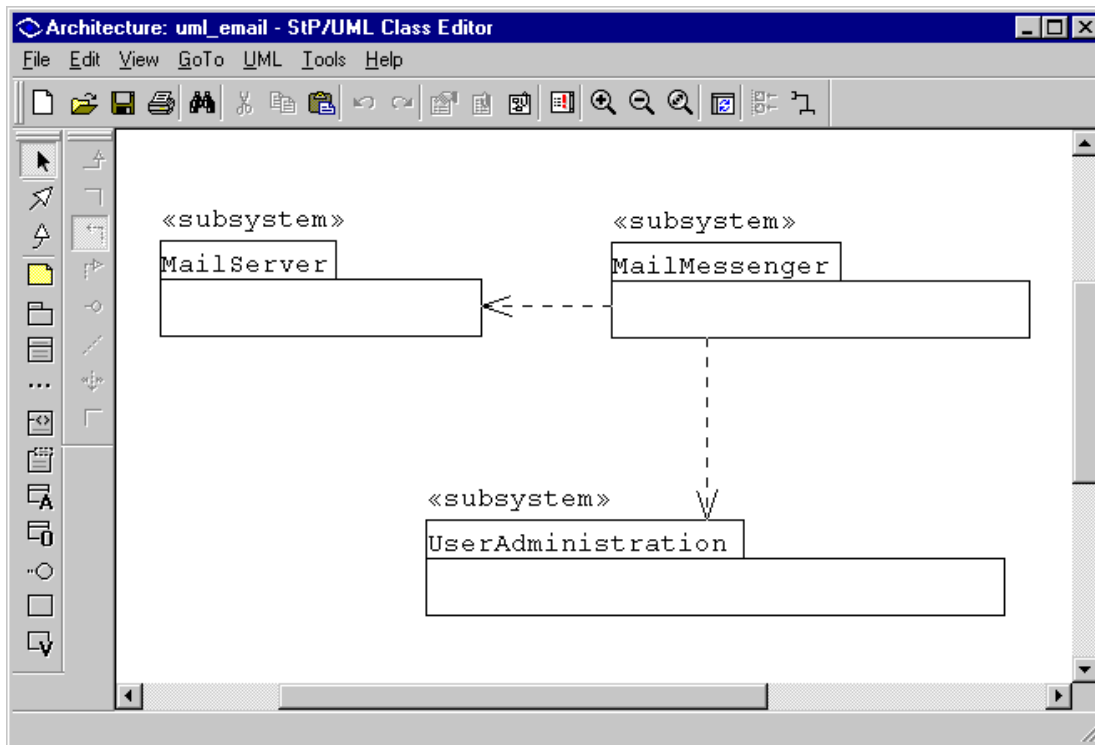 Architecture: uml_email - StP/UML Class Editor
File Edit View GoTo UML Tools Help
«subsystem»
MailServer
«subsystem»
MailMessenger
«subsystem»
UserAdministration